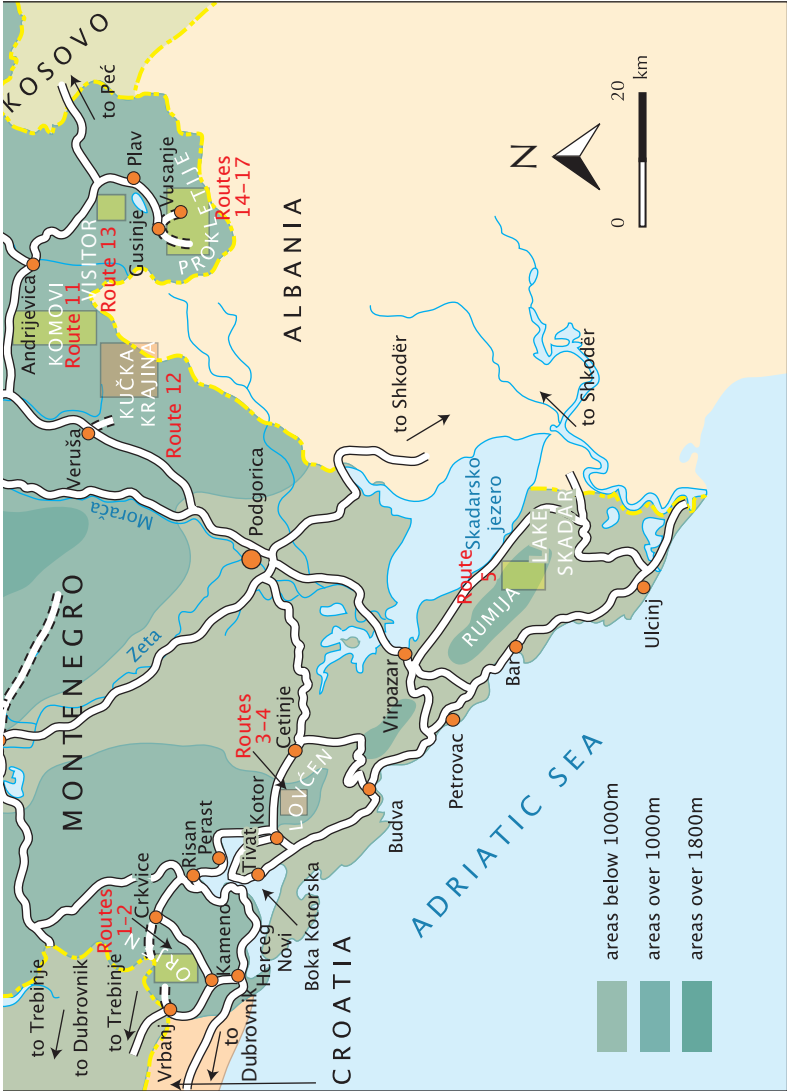 KOSOVO
to Peć
Plav
Vusanje
Gusinje
PROKLETIJE
Routes
14–17
VISITOR
Route 13
Andrijevica
KOMOVI
Route 11
KUČKA
KRAJINA
Route 12
Veruša
Morača
MONTENEGRO
Zeta
Podgorica
ALBANIA
to Shkodër
to Shkodër
Skadarsko
jezero
Route
5
LAKE
SKADAR
RUMIJA
Virpazar
Bar
Ulcinj
Petrovac
Budva
Cetinje
Routes
3–4
LOVĆEN
Kotor
Tivat
Perast
Risan
Crkvice
Routes
1–2
ORJEN
Kameno
Herceg
Novi
Boka Kotorska
Vrbanj
to Trebinje
to Dubrovnik
to Trebinje
to
Dubrovnik
CROATIA
ADRIATIC SEA
N
0 20
km
areas below 1000m
areas over 1000m
areas over 1800m